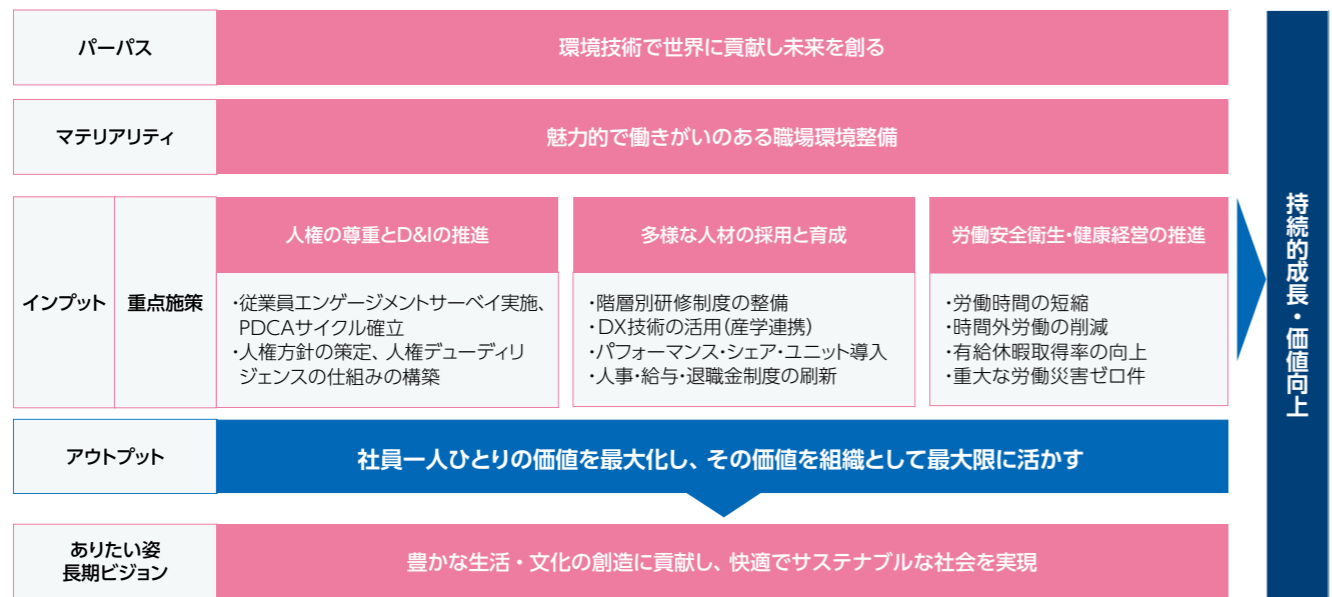 パーパス
環境技術で世界に貢献し未来を創る
マテリアリティ
魅力的で働きがいのある職場環境整備
インプット
重点施策
人権の尊重とD&Iの推進
・従業員エンゲージメントサーベイ実施、
PDCAサイクル確立
・人権方針の策定、人権デューディリ
ジェンスの仕組みの構築
多様な人材の採用と育成
・階層別研修制度の整備
・DX技術の活用(産学連携)
・パフォーマンス・シェア・ユニット導入
・人事・給与・退職金制度の刷新
労働安全衛生・健康経営の推進
・労働時間の短縮
・時間外労働の削減
・有給休暇取得率の向上
・重大な労働災害ゼロ件
アウトプット
社員一人ひとりの価値を最大化し、その価値を組織として最大限に活かす
ありたい姿
長期ビジョン
豊かな生活・文化の創造に貢献し、快適でサステナブルな社会を実現
持続的成長・価値向上